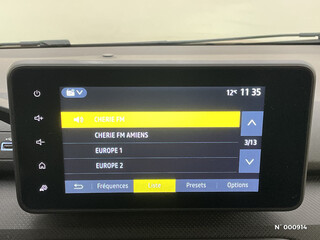 12°C 11 35
CHERIE FM
CHERIE FM AMIENS
EUROPE 1
3/13
EUROPE 2
Fréquences Liste Presets Options
N° 000914